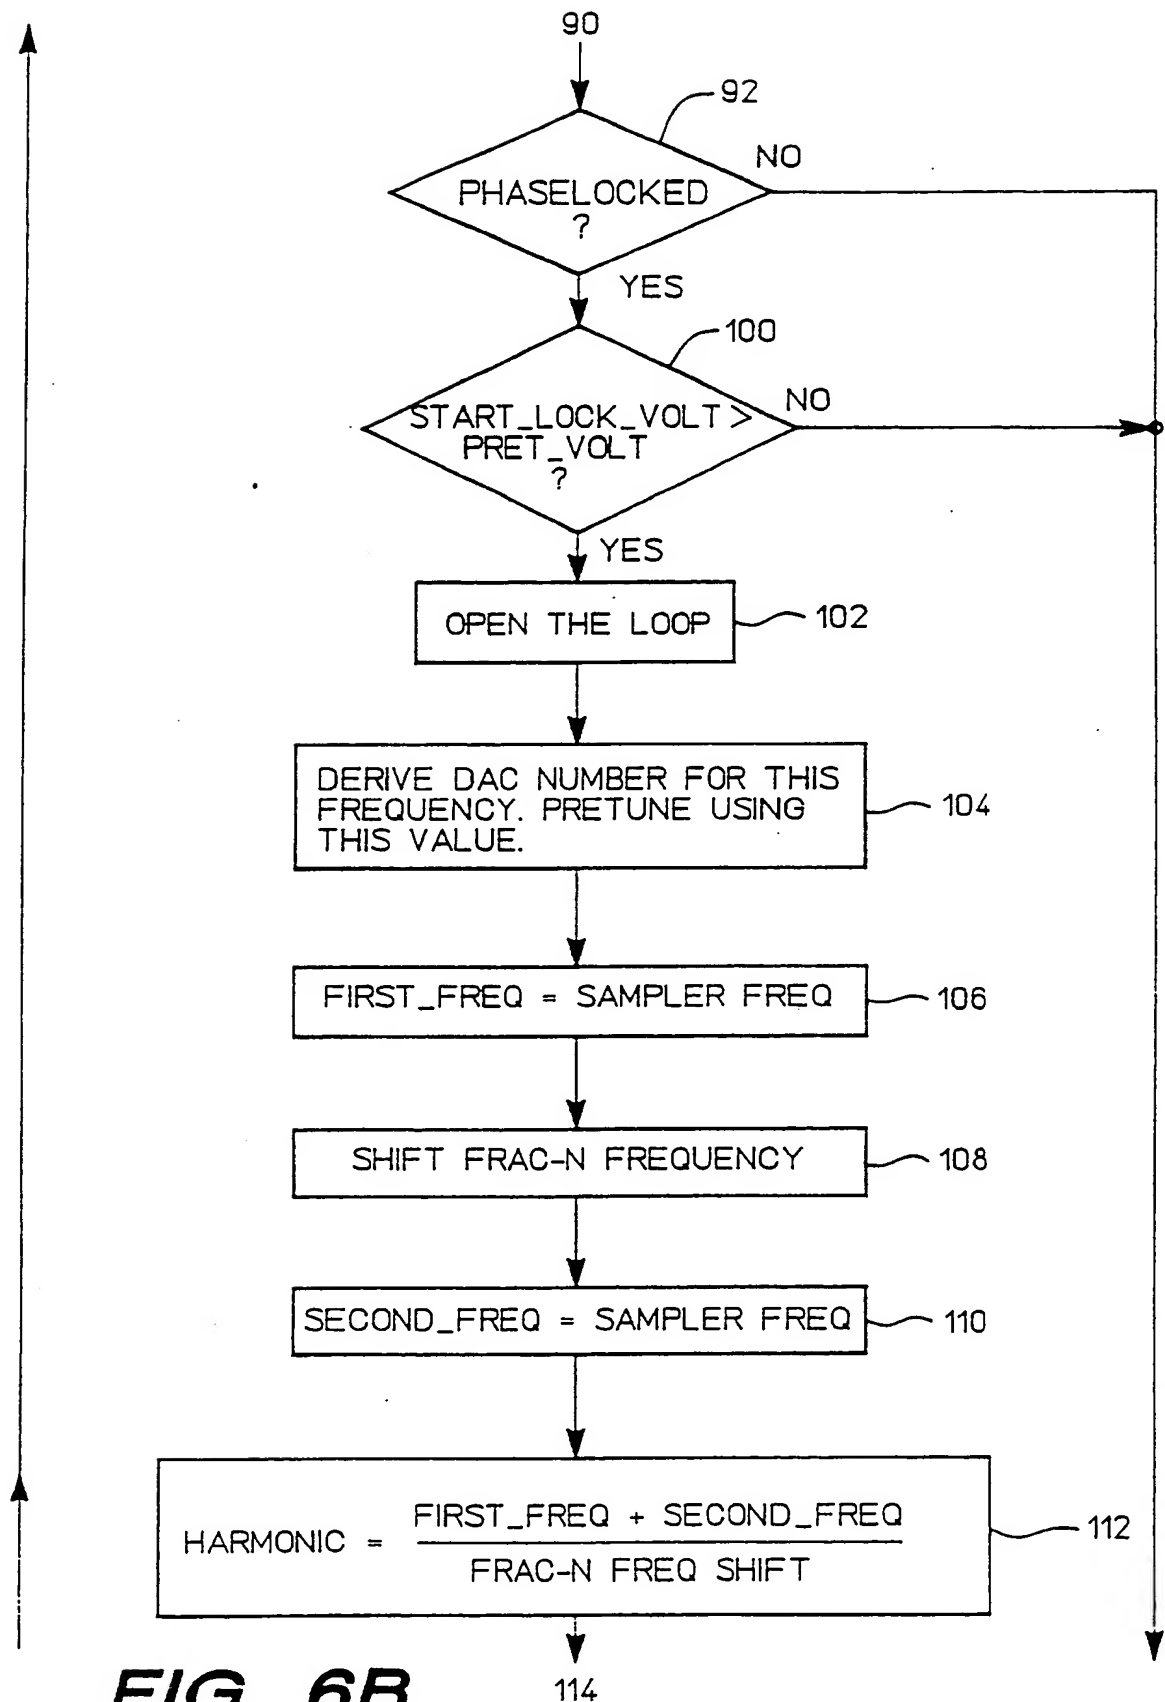 90
92
NO
PHASELOCKED
?
YES
100
NO
START_LOCK_VOLT >
PRET_VOLT
?
YES
OPEN THE LOOP
102
DERIVE DAC NUMBER FOR THIS
FREQUENCY. PRETUNE USING
THIS VALUE.
104
FIRST_FREQ = SAMPLER FREQ
106
SHIFT FRAC-N FREQUENCY
108
SECOND_FREQ = SAMPLER FREQ
110
FIRST_FREQ + SECOND_FREQ
HARMONIC =
FRAC-N FREQ SHIFT
112
114
FIG. 6B